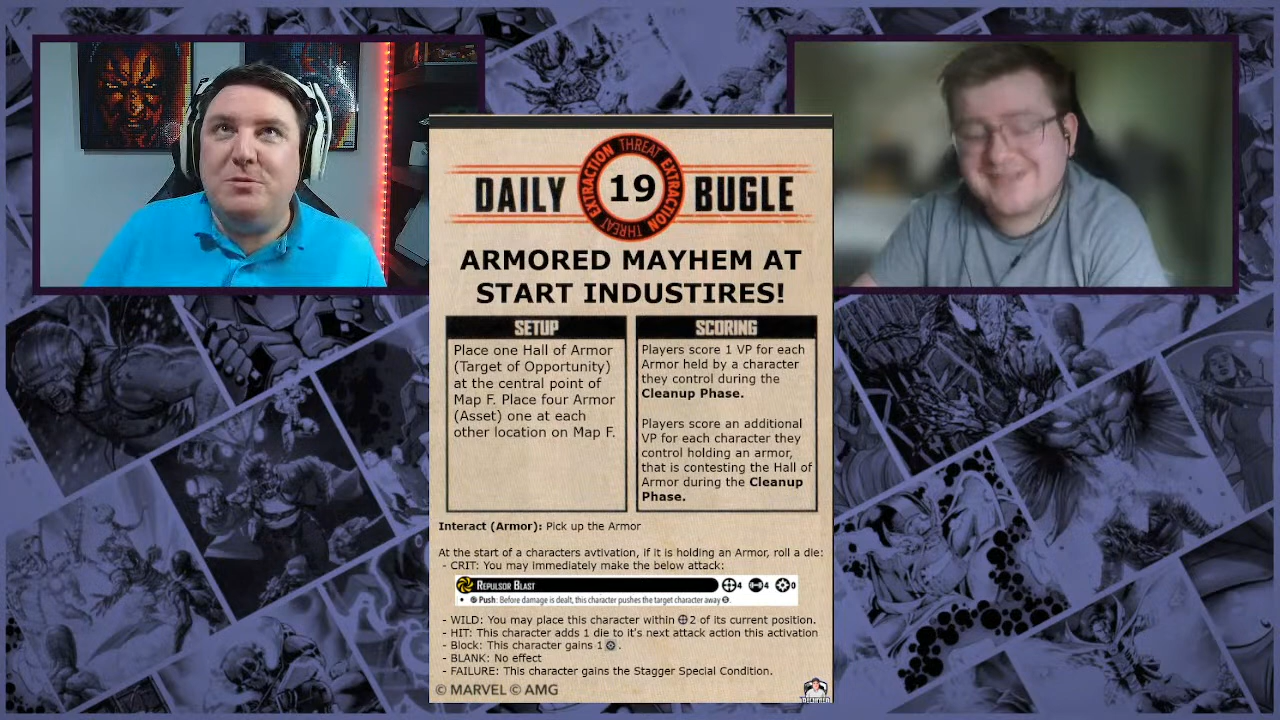 THREAT
EXTRACTION
EXTRACTION
THREAT
DAILY 19 BUGLE
ARMORED MAYHEM AT
START INDUSTIRES!
SETUP
Place one Hall of Armor
(Target of Opportunity)
at the central point of
Map F. Place four Armor
(Asset) one at each
other location on Map F.
SCORING
Players score 1 VP for each
Armor held by a character
they control during the
Cleanup Phase.
Players score an additional
VP for each character they
control holding an armor,
that is contesting the Hall of
Armor during the Cleanup
Phase.
Interact (Armor): Pick up the Armor
At the start of a characters avtivation, if it is holding an Armor, roll a die:
- CRIT: You may immediately make the below attack:
REPULSOR BLAST 4 4 0
• Push: Before damage is dealt, this character pushes the target character away S.
- WILD: You may place this character within 2 of its current position.
- HIT: This character adds 1 die to it's next attack action this activation
- Block: This character gains 1 .
- BLANK: No effect
- FAILURE: This character gains the Stagger Special Condition.
© MARVEL © AMG